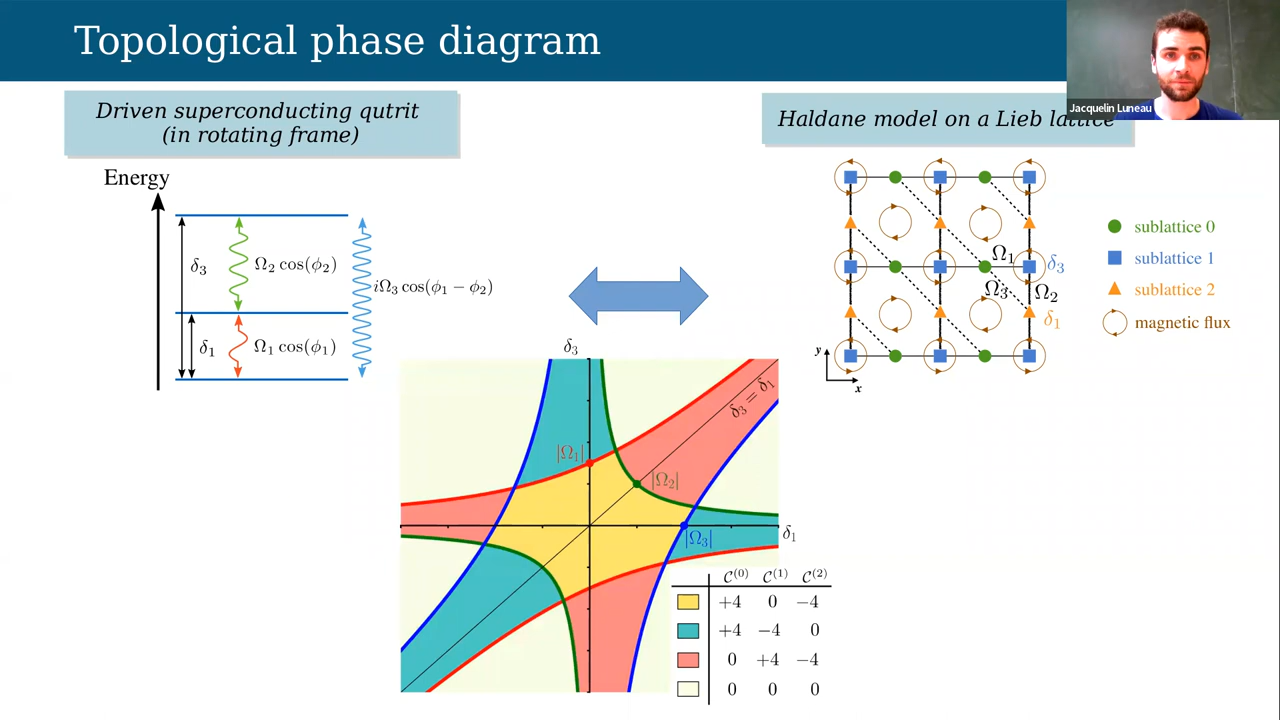 Topological phase diagram
Jacquelin Luneau
Driven superconducting qutrit
(in rotating frame)
Haldane model on a Lieb lattice
Energy
δ₃
Ω₂ cos(ϕ₂)
iΩ₃ cos(ϕ₁ − ϕ₂)
δ₁
Ω₁ cos(ϕ₁)
Ω₁
δ₃
Ω₃
Ω₂
δ₁
y
x
sublattice 0
sublattice 1
sublattice 2
magnetic flux
δ₃
δ₃ = δ₁
|Ω₁|
|Ω₂|
|Ω₃|
δ₁
𝒞⁽⁰⁾ 𝒞⁽¹⁾ 𝒞⁽²⁾
+4 0 −4
+4 −4 0
0 +4 −4
0 0 0